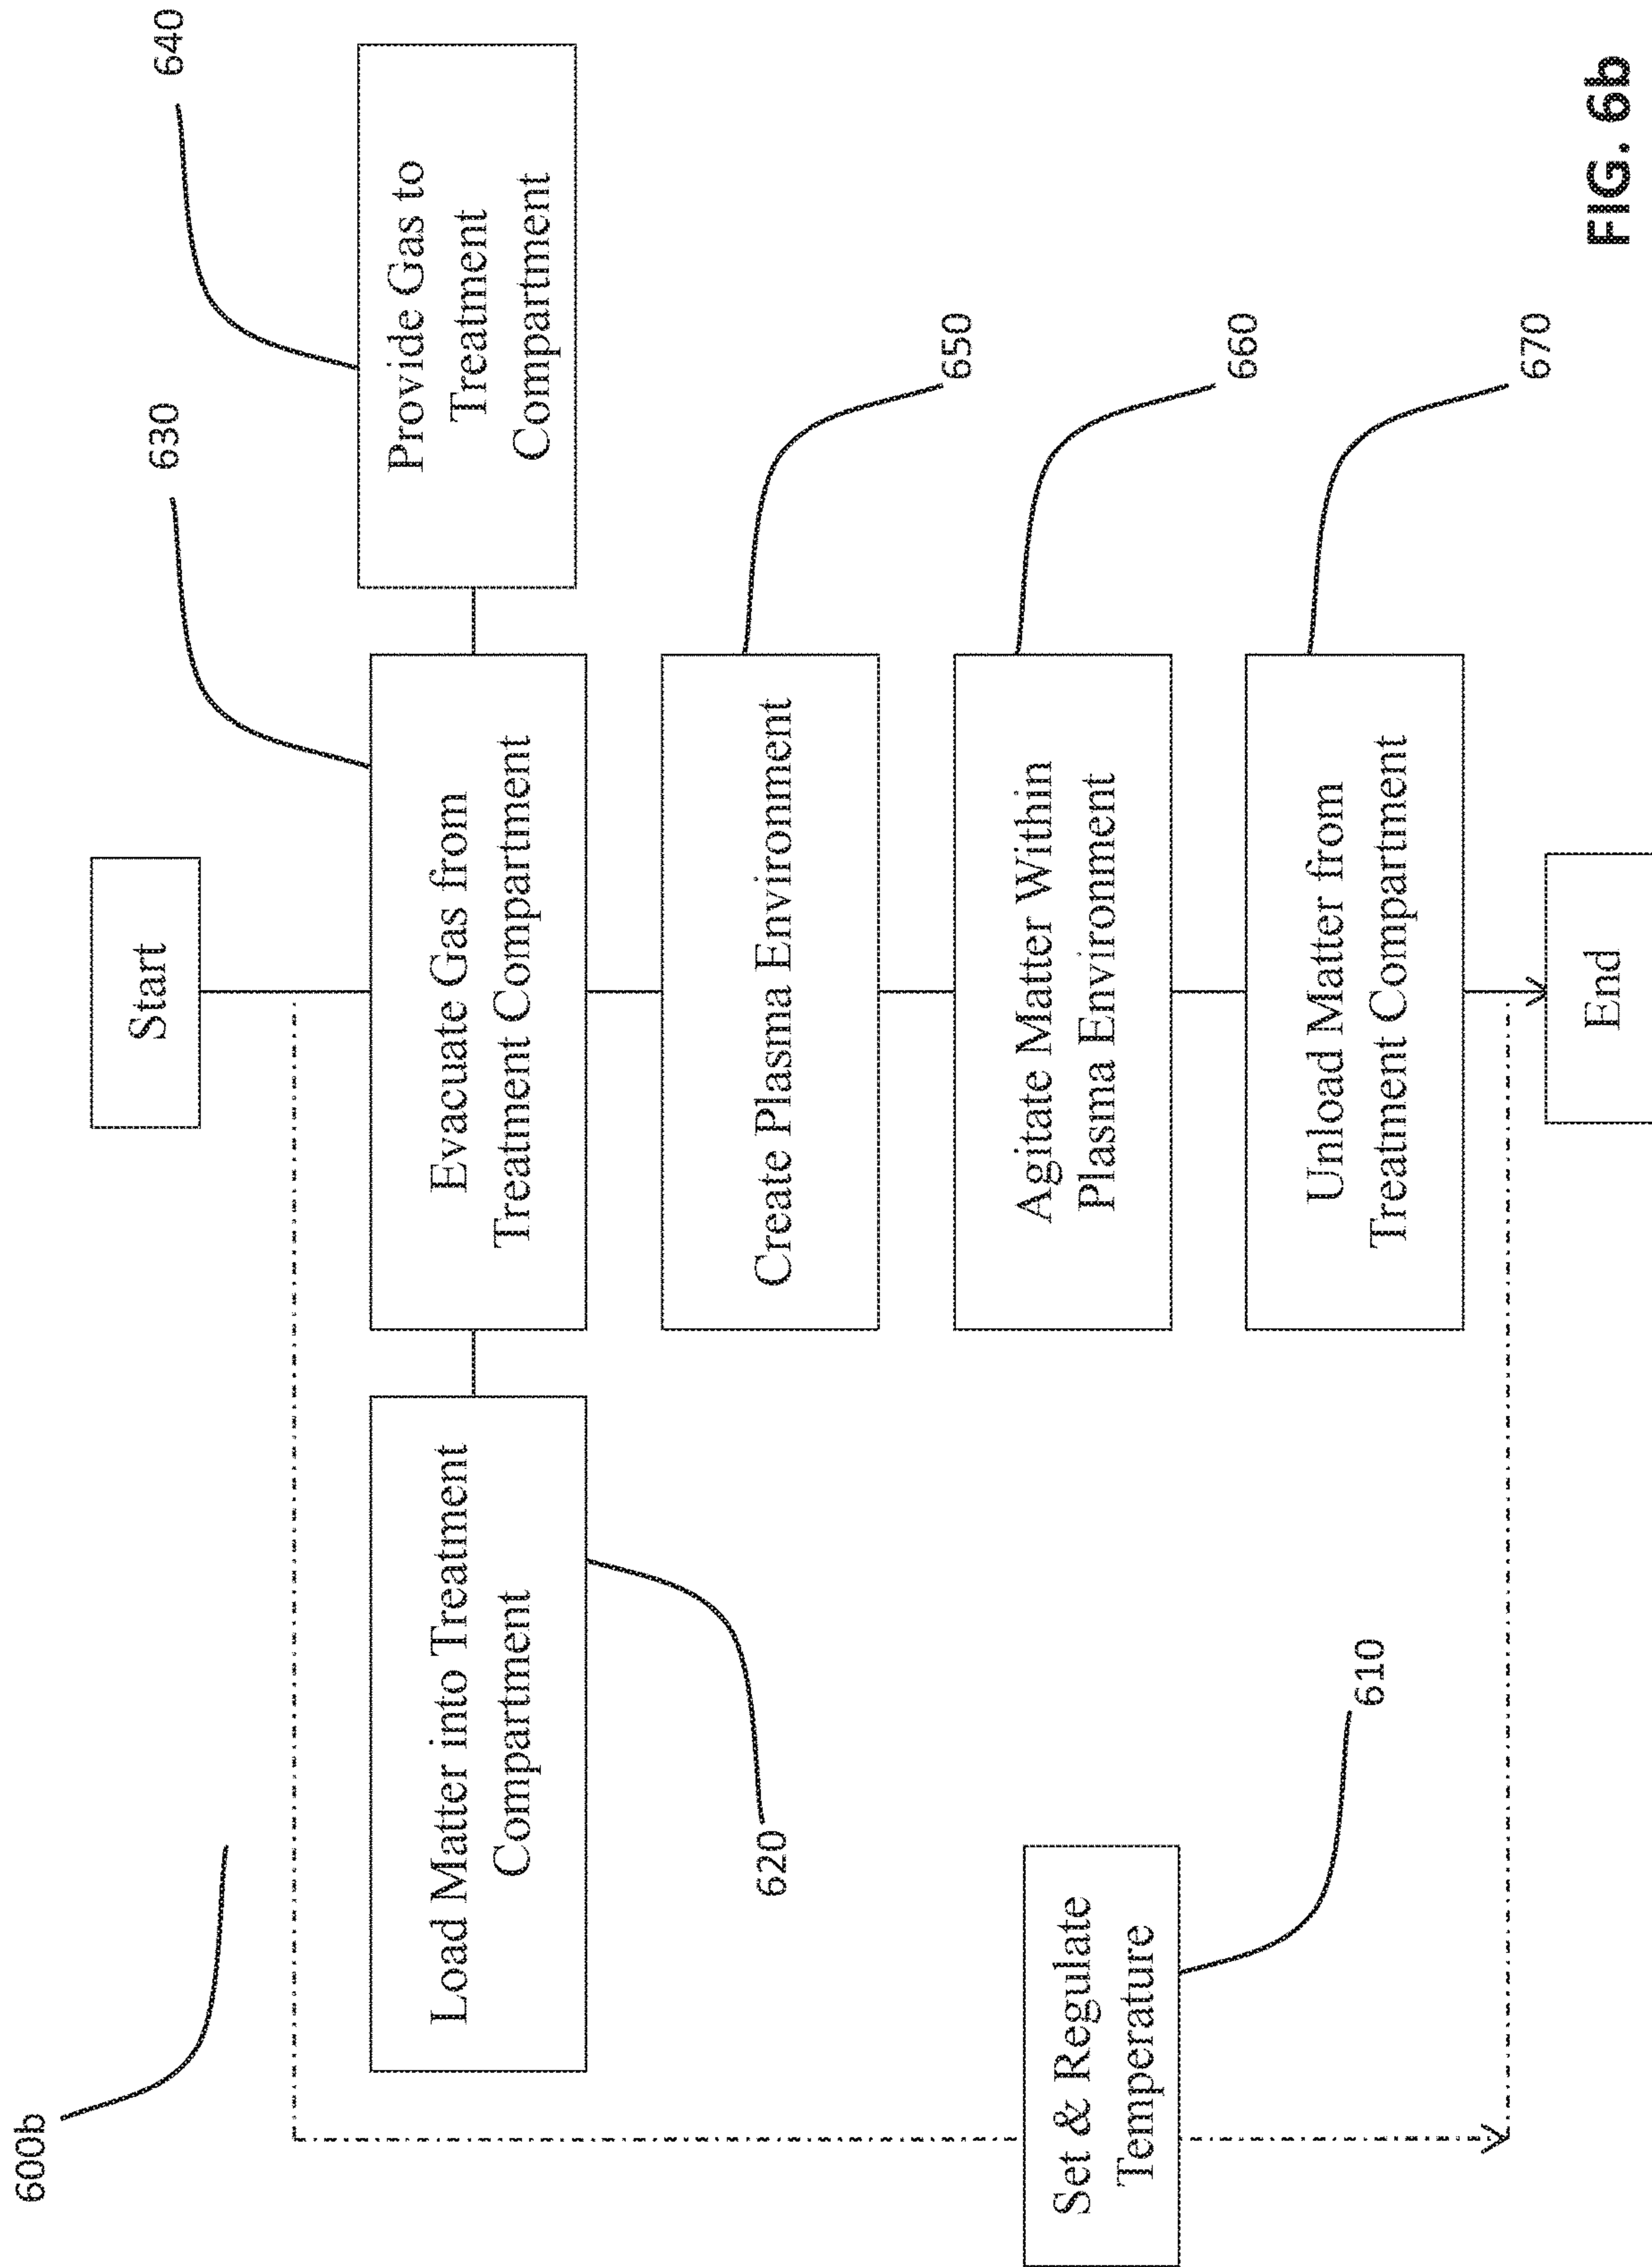 600b
Start
630
640
Load Matter into Treatment
Compartment
Evacuate Gas from
Treatment Compartment
Provide Gas to
Treatment
Compartment
620
Create Plasma Environment
650
Set & Regulate
Temperature
610
Agitate Matter Within
Plasma Environment
660
Unload Matter from
Treatment Compartment
670
End
FIG. 6b